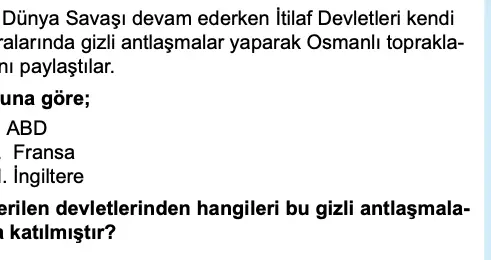 Dünya Savaşı devam ederken İtilaf Devletleri kendi
ralarında gizli antlaşmalar yaparak Osmanlı toprakla-
nı paylaştılar.
una göre;
ABD
. Fransa
I. İngiltere
erilen devletlerinden hangileri bu gizli antlaşmala-
a katılmıştır?